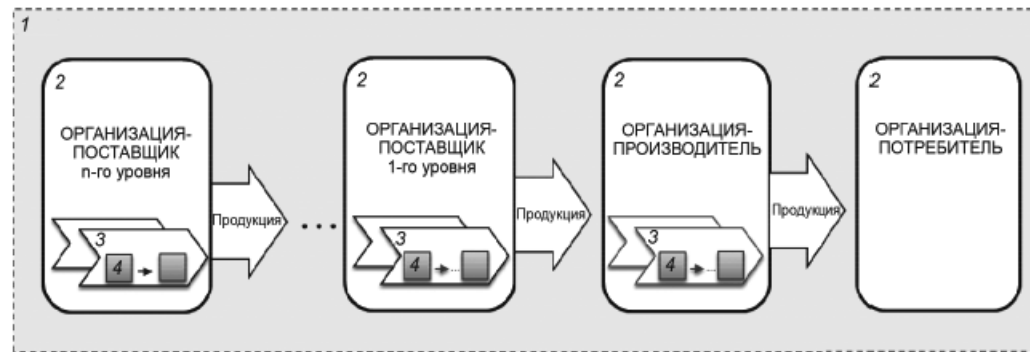 1
2
ОРГАНИЗАЦИЯ-
ПОСТАВЩИК
n-го уровня
3
4
Продукция
...
2
ОРГАНИЗАЦИЯ-
ПОСТАВЩИК
1-го уровня
3
4
Продукция
2
ОРГАНИЗАЦИЯ-
ПРОИЗВОДИТЕЛЬ
3
4
Продукция
2
ОРГАНИЗАЦИЯ-
ПОТРЕБИТЕЛЬ